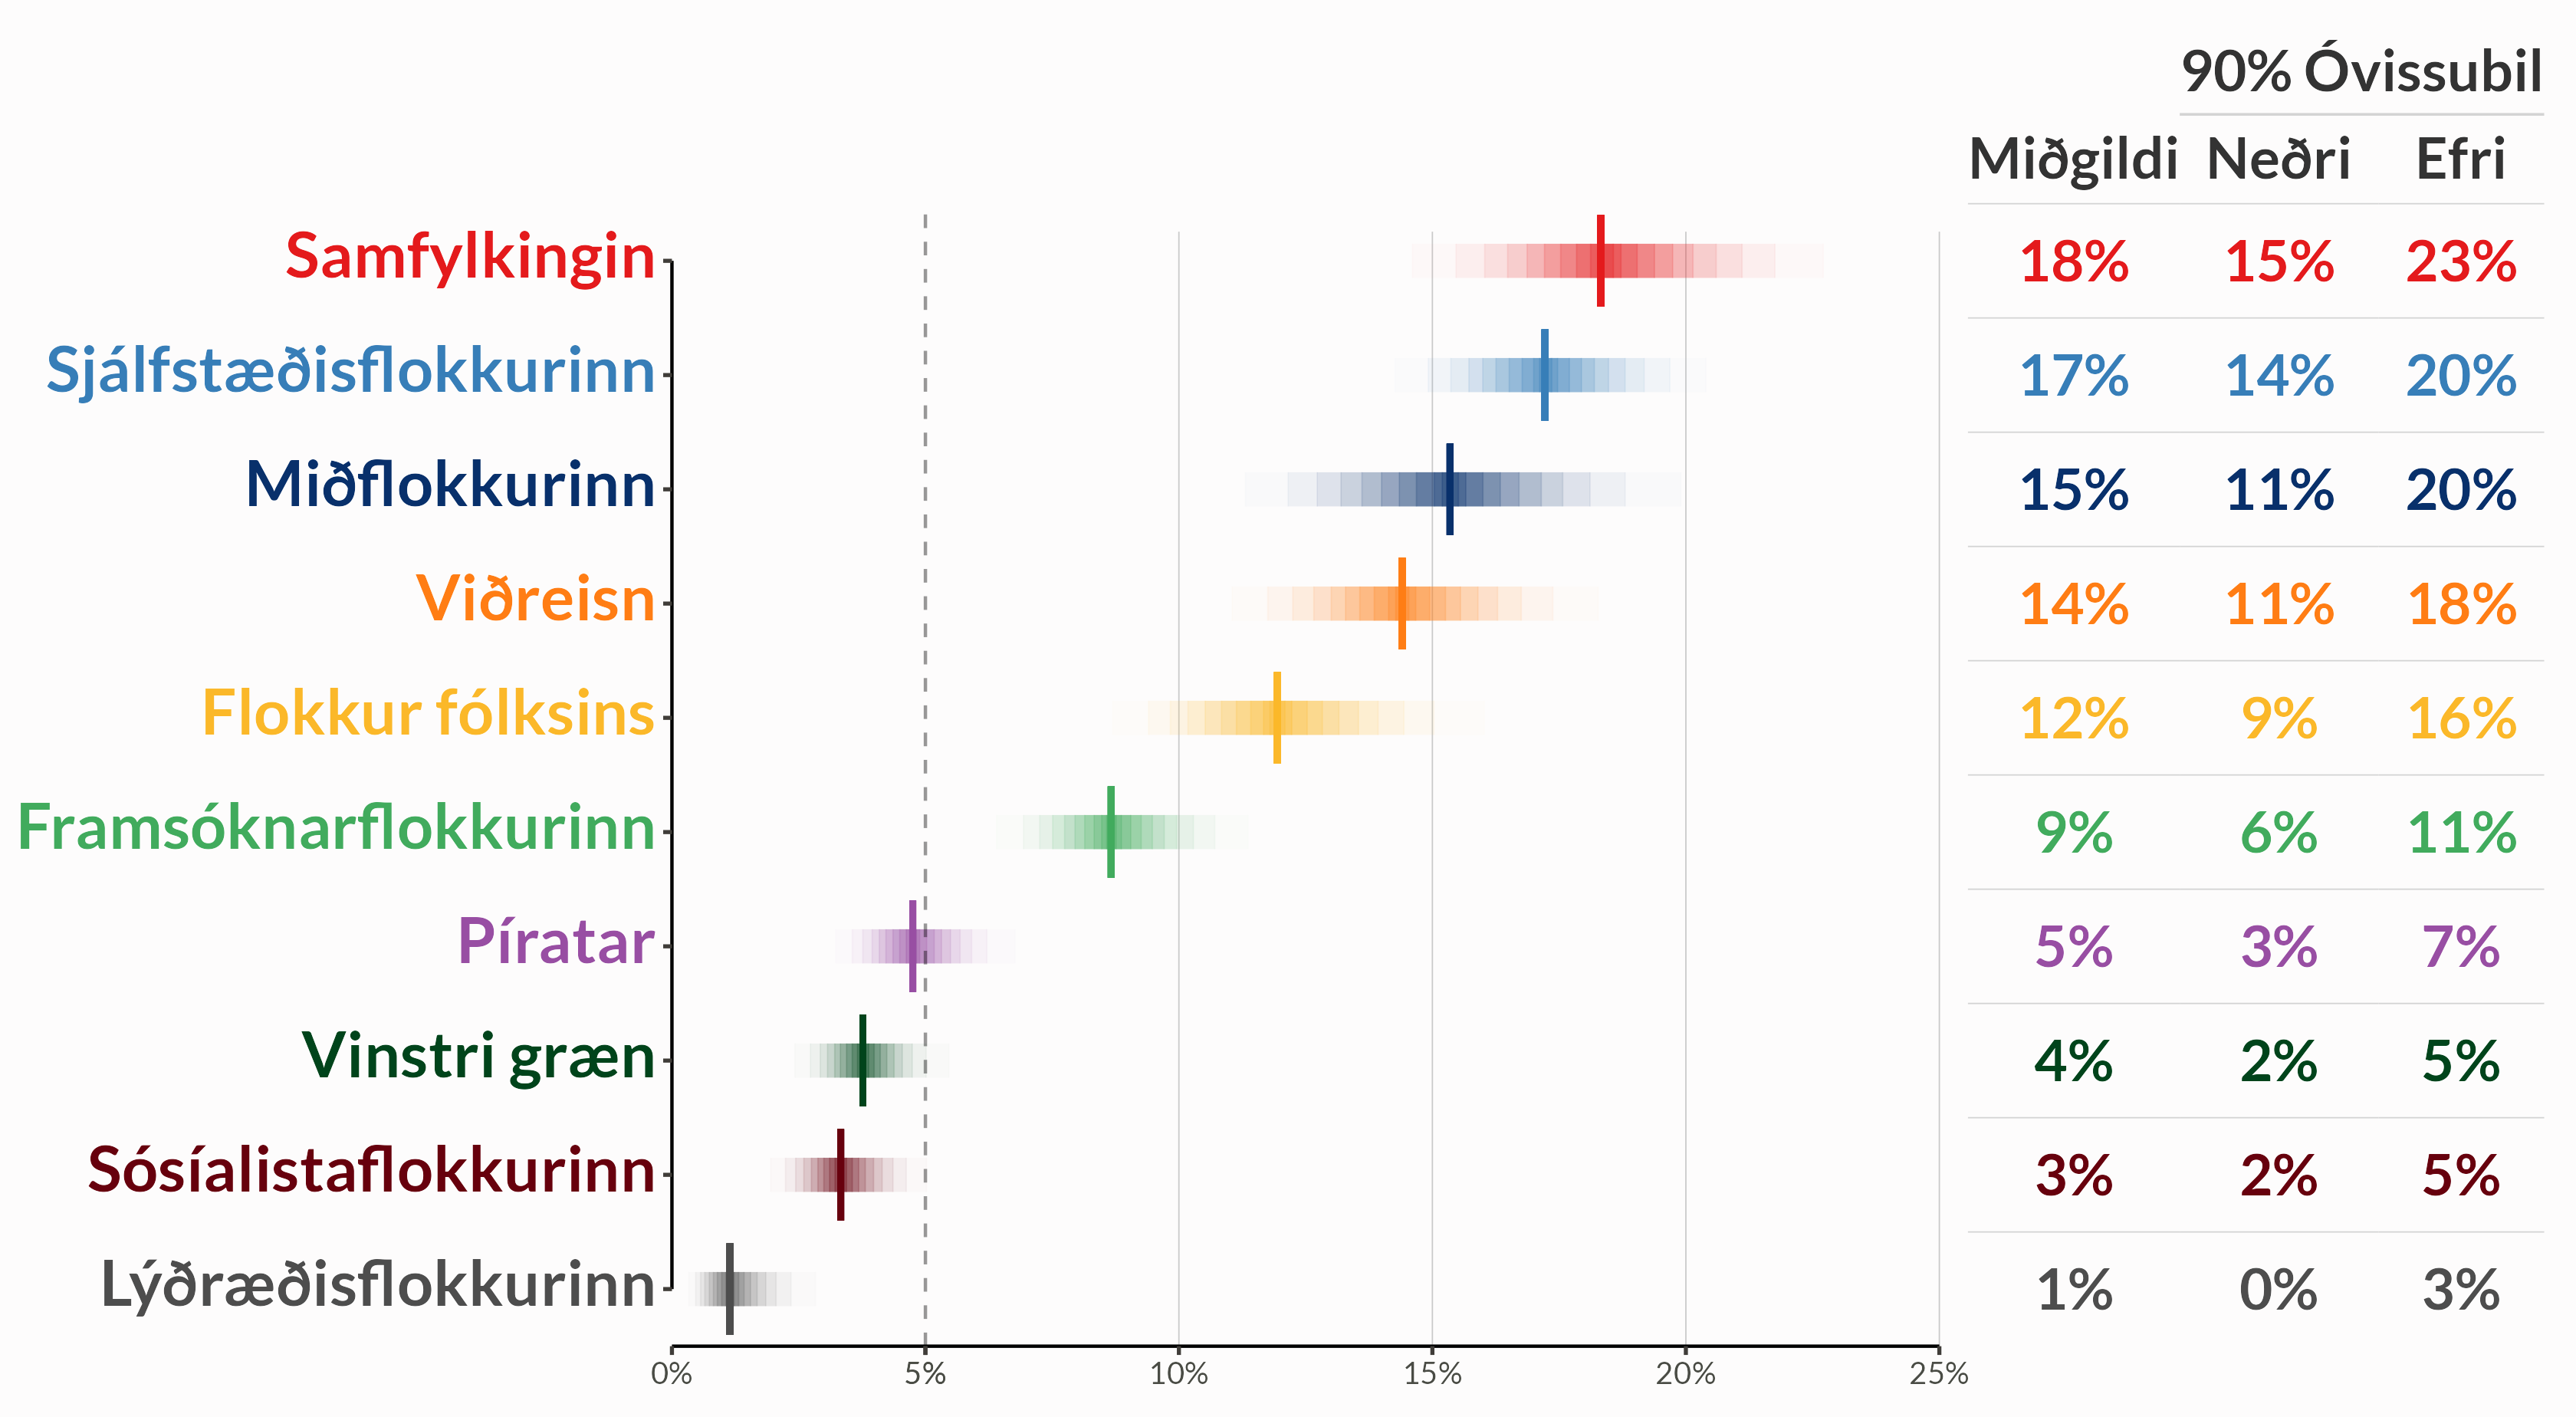 90% Óvissubil
Miðgildi Neðri Efri
Samfylkingin 18% 15% 23%
Sjálfstæðisflokkurinn 17% 14% 20%
Miðflokkurinn 15% 11% 20%
Viðreisn 14% 11% 18%
Flokkur fólksins 12% 9% 16%
Framsóknarflokkurinn 9% 6% 11%
Píratar 5% 3% 7%
Vinstri græn 4% 2% 5%
Sósíalistaflokkurinn 3% 2% 5%
Lýðræðisflokkurinn 1% 0% 3%
0% 5% 10% 15% 20% 25%